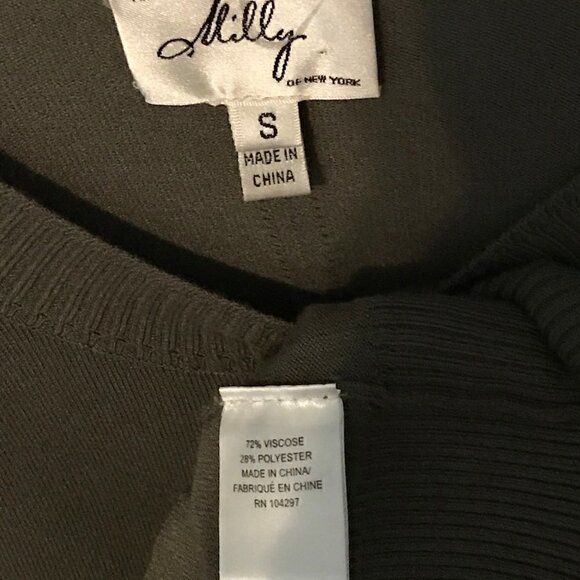 Milly
OF NEW YORK
S
MADE IN
CHINA
72% VISCOSE
28% POLYESTER
MADE IN CHINA/
FABRIQUÉ EN CHINE
RN 104297